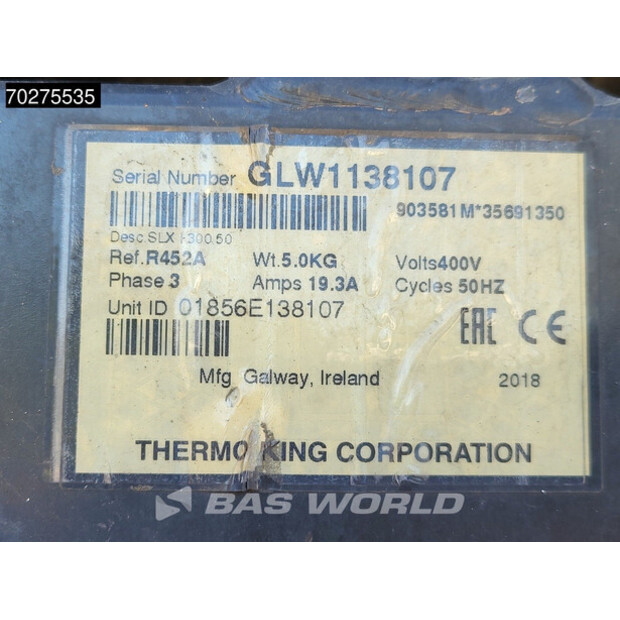 70275535
Serial Number GLW1138107
903581M*35691350
Desc.SLX I-300.50
Ref.R452A Wt.5.0KG Volts400V
Phase 3 Amps 19.3A Cycles 50HZ
Unit ID 01856E138107
EAC CE
Mfg Galway, Ireland 2018
THERMO KING CORPORATION
BAS WORLD